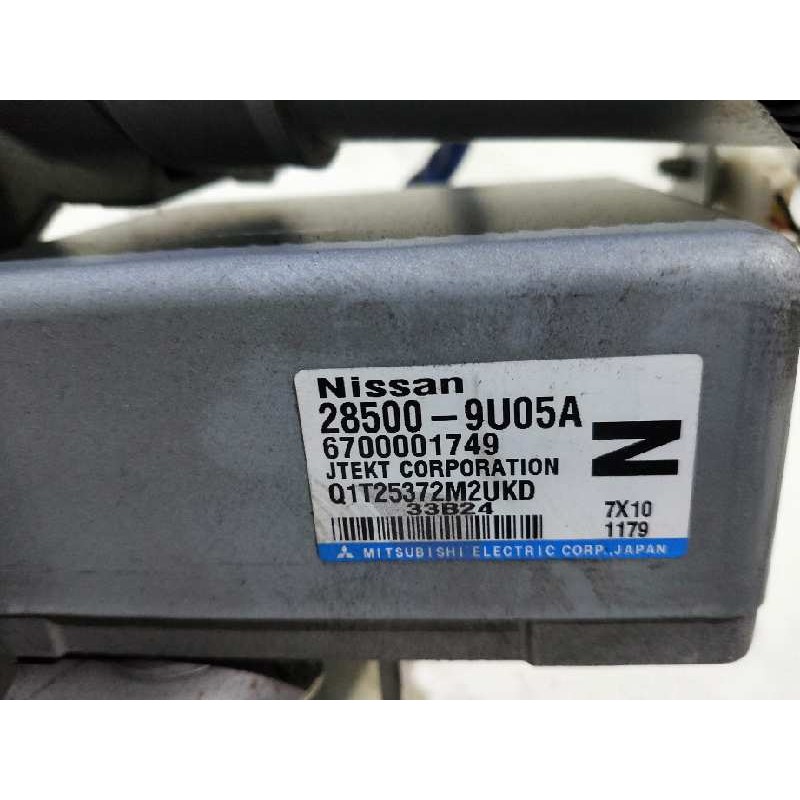 Nissan
28500-9U05A
6700001749
JTEKT CORPORATION
Q1T25372M2UKD
33B24
N
7X10
1179
MITSUBISHI ELECTRIC CORP., JAPAN